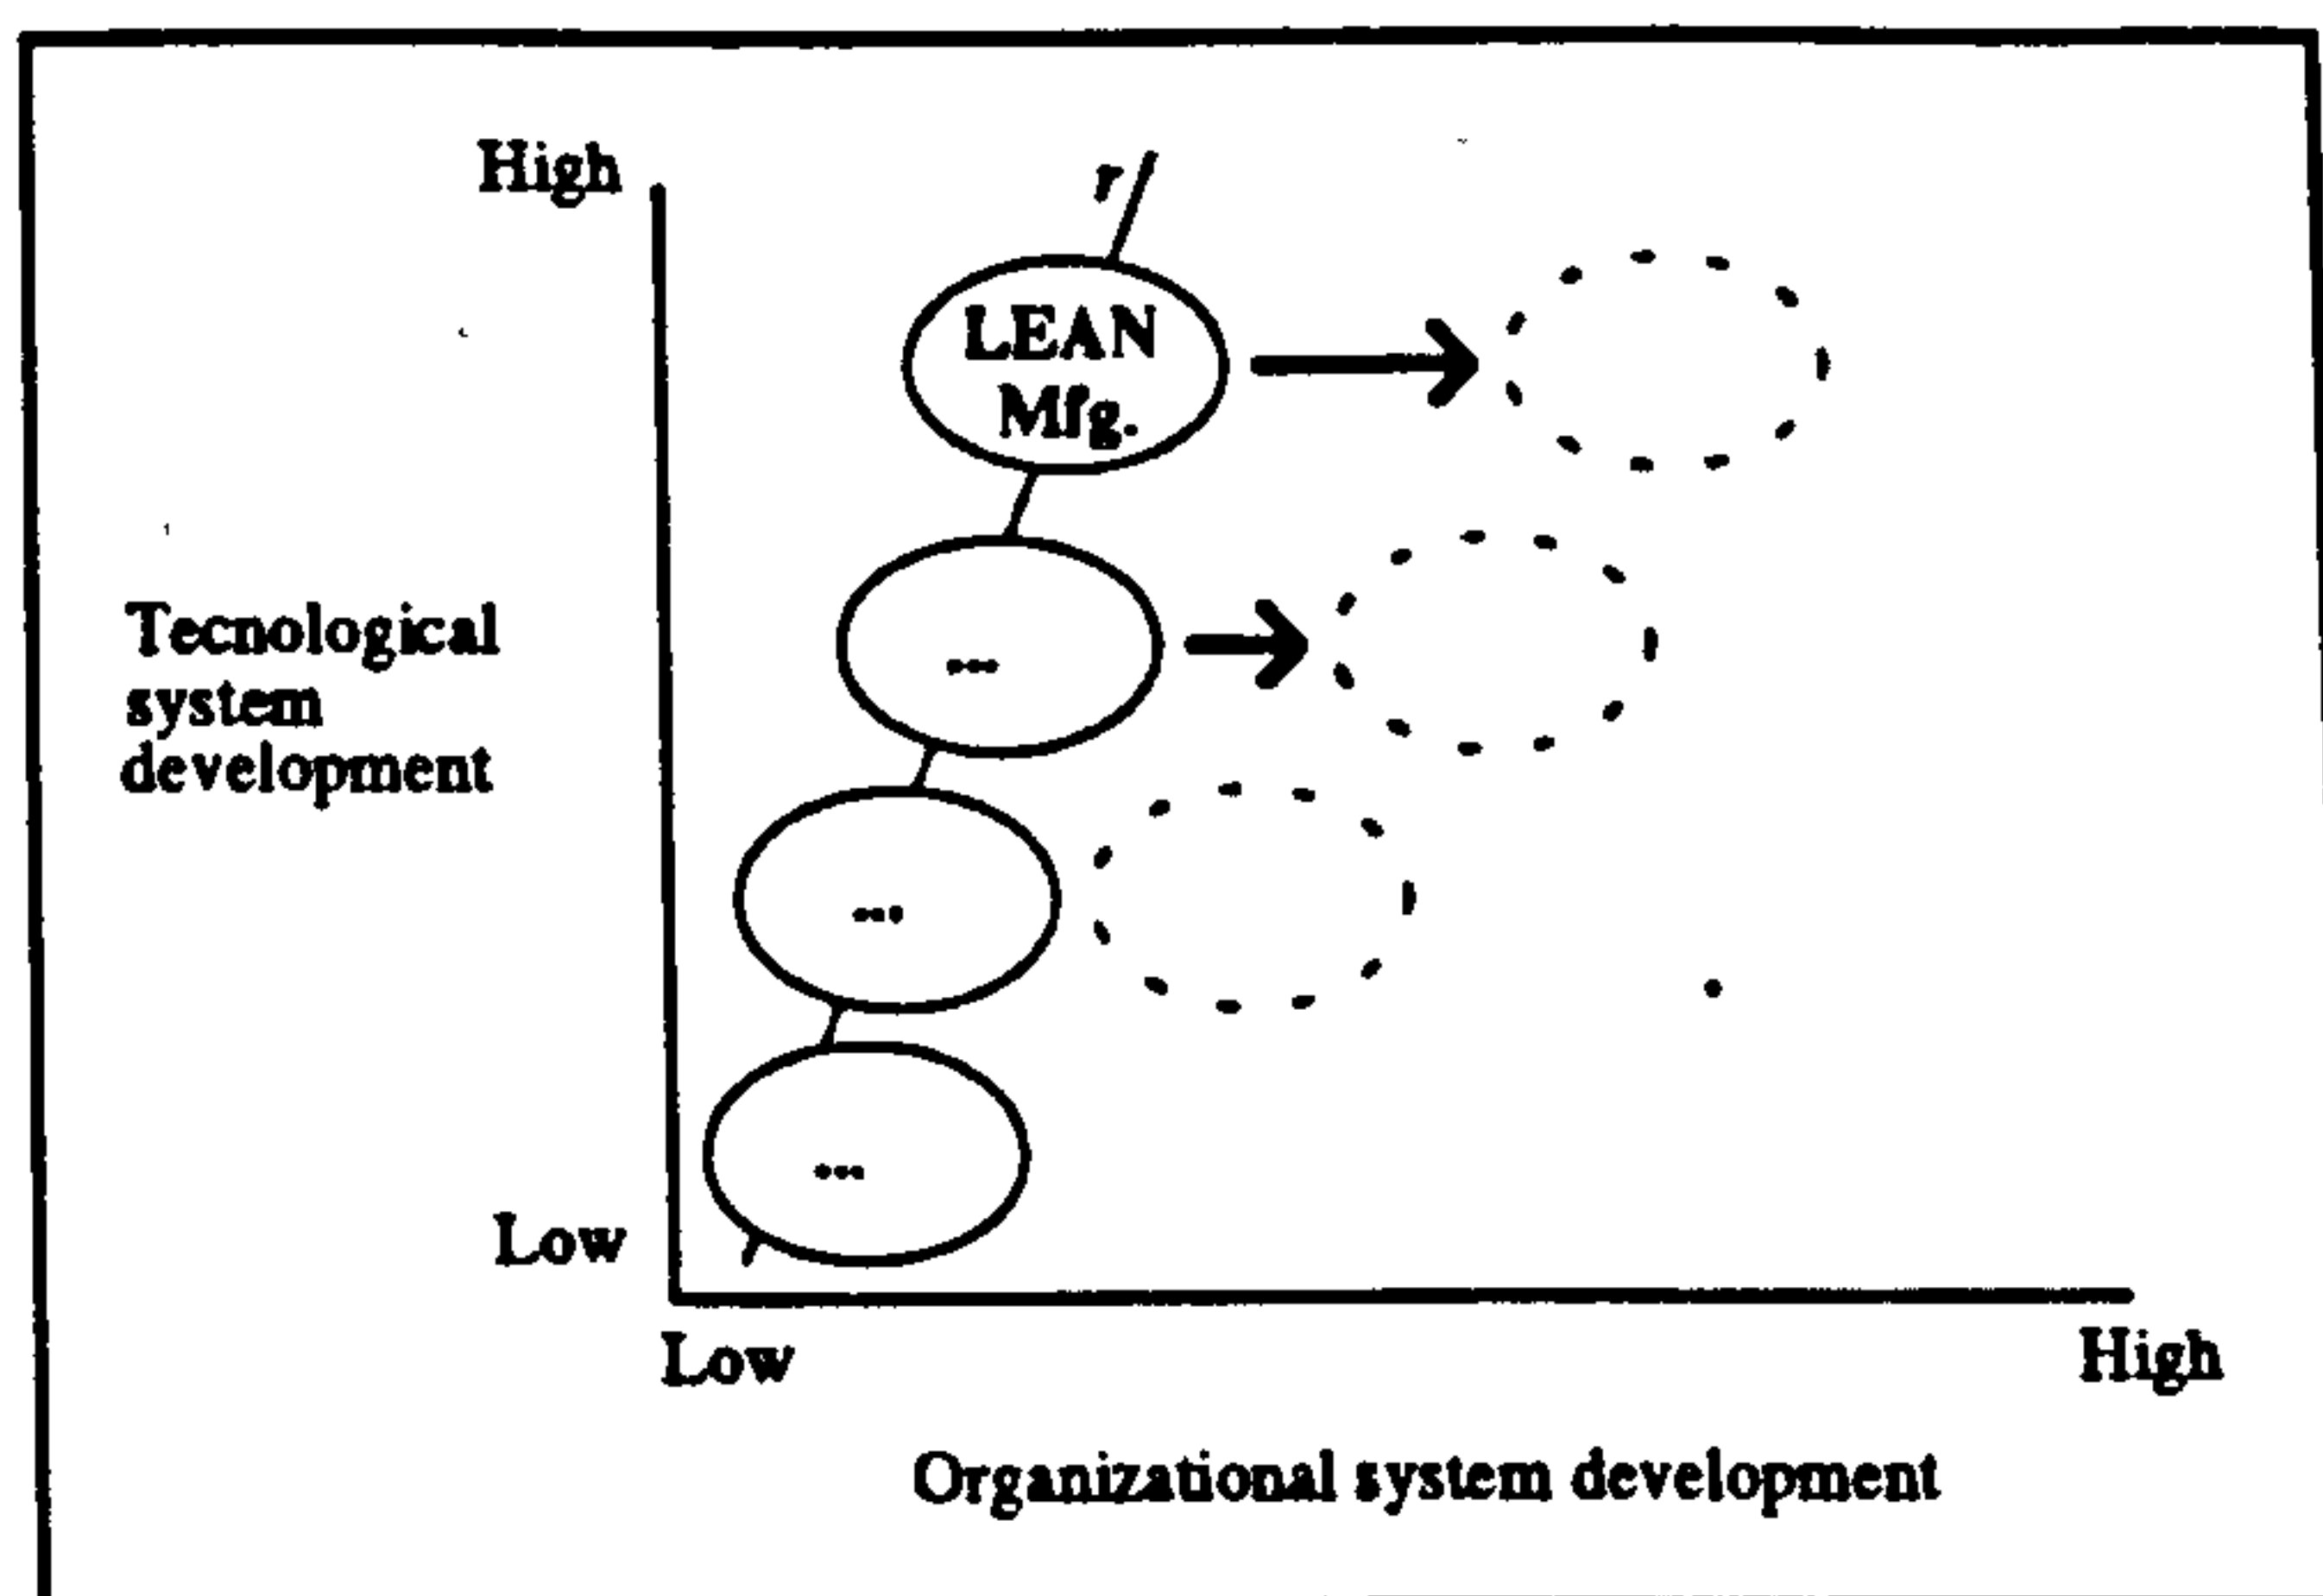 High
r
LEAN
Mfg.
...
Tecnological
system
development
...
...
Low
Low
High
Organizational system development